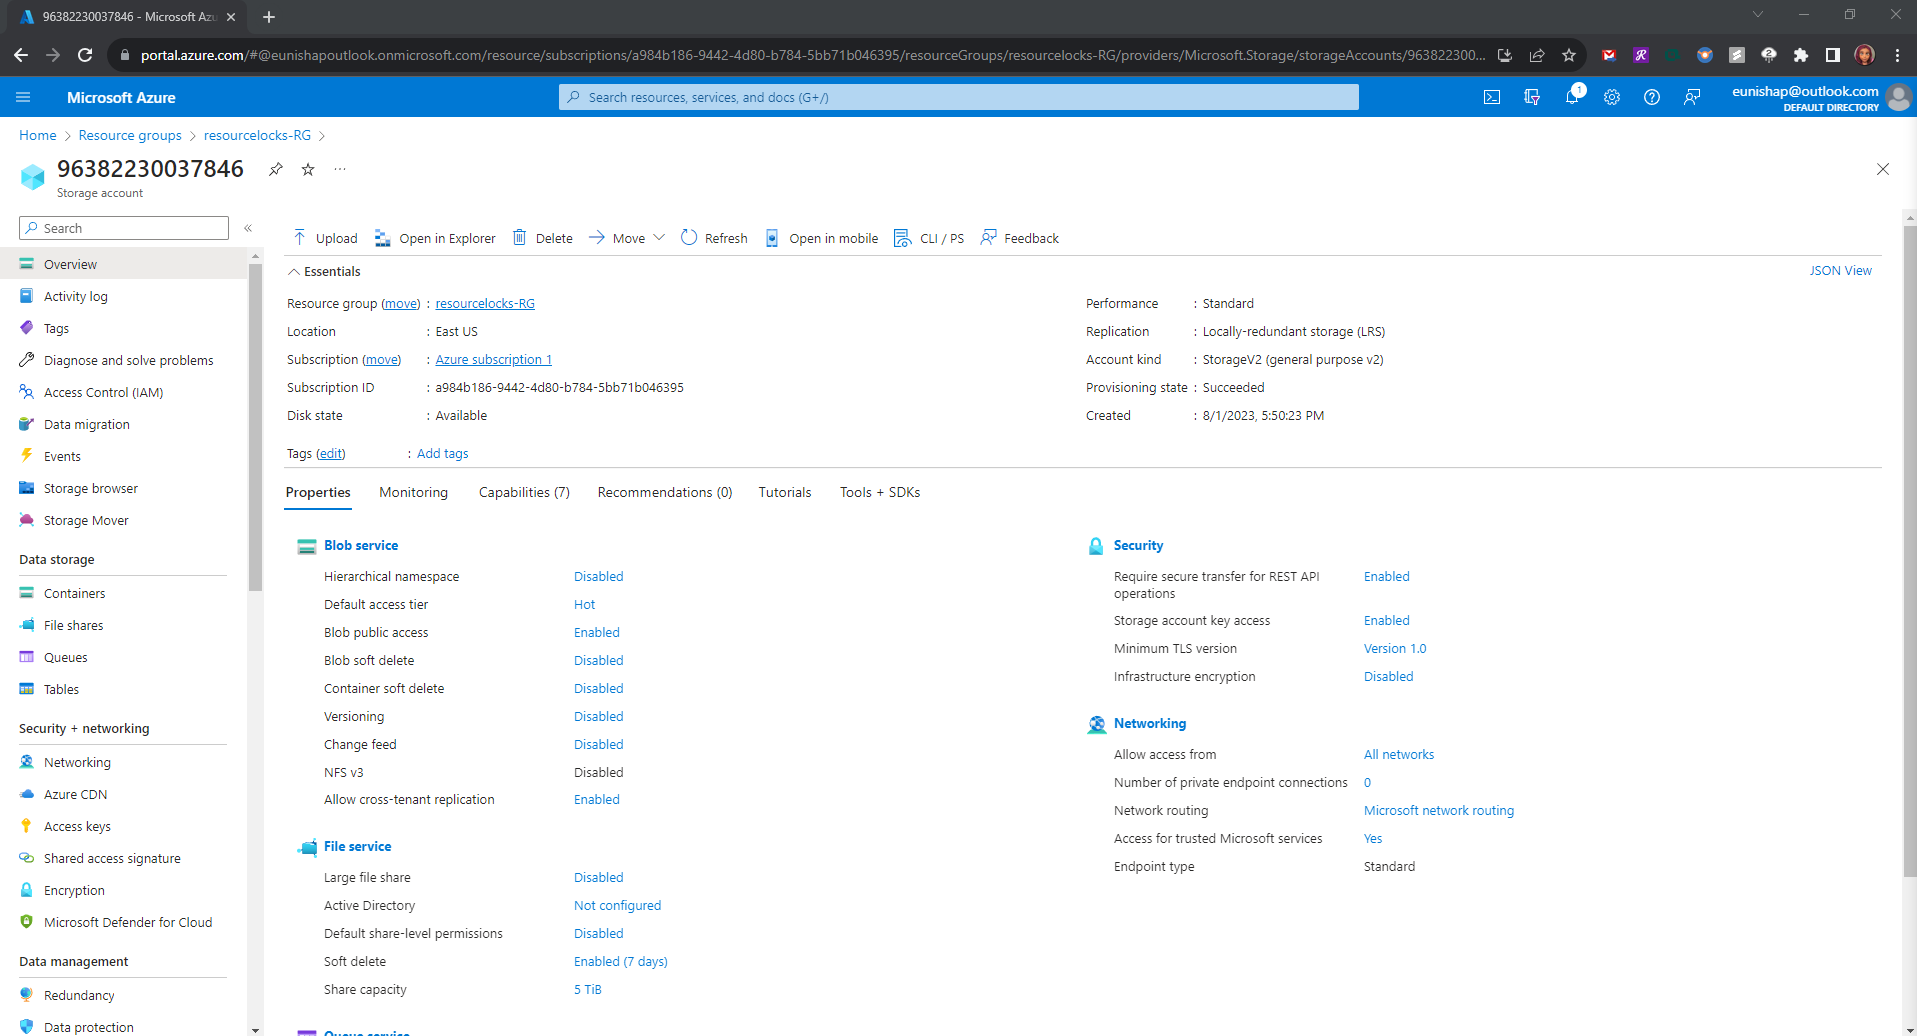 96382230037846 - Microsoft Azu
portal.azure.com/#@eunishapoutlook.onmicrosoft.com/resource/subscriptions/a984b186-9442-4d80-b784-5bb71b046395/resourceGroups/resourcelocks-RG/providers/Microsoft.Storage/storageAccounts/963822300...
Microsoft Azure
Search resources, services, and docs (G+/)
1
eunishap@outlook.com
DEFAULT DIRECTORY
Home > Resource groups > resourcelocks-RG >
96382230037846
Storage account
Search
Upload Open in Explorer Delete Move Refresh Open in mobile CLI / PS Feedback
Overview
Activity log
Tags
Diagnose and solve problems
Access Control (IAM)
Data migration
Events
Storage browser
Storage Mover
Data storage
Containers
File shares
Queues
Tables
Security + networking
Networking
Azure CDN
Access keys
Shared access signature
Encryption
Microsoft Defender for Cloud
Data management
Redundancy
Data protection
Essentials
JSON View
Resource group (move) : resourcelocks-RG
Location : East US
Subscription (move) : Azure subscription 1
Subscription ID : a984b186-9442-4d80-b784-5bb71b046395
Disk state : Available
Tags (edit) : Add tags
Performance : Standard
Replication : Locally-redundant storage (LRS)
Account kind : StorageV2 (general purpose v2)
Provisioning state : Succeeded
Created : 8/1/2023, 5:50:23 PM
Properties Monitoring Capabilities (7) Recommendations (0) Tutorials Tools + SDKs
Blob service
Hierarchical namespace Disabled
Default access tier Hot
Blob public access Enabled
Blob soft delete Disabled
Container soft delete Disabled
Versioning Disabled
Change feed Disabled
NFS v3 Disabled
Allow cross-tenant replication Enabled
File service
Large file share Disabled
Active Directory Not configured
Default share-level permissions Disabled
Soft delete Enabled (7 days)
Share capacity 5 TiB
Queue service
Security
Require secure transfer for REST API Enabled
operations
Storage account key access Enabled
Minimum TLS version Version 1.0
Infrastructure encryption Disabled
Networking
Allow access from All networks
Number of private endpoint connections 0
Network routing Microsoft network routing
Access for trusted Microsoft services Yes
Endpoint type Standard